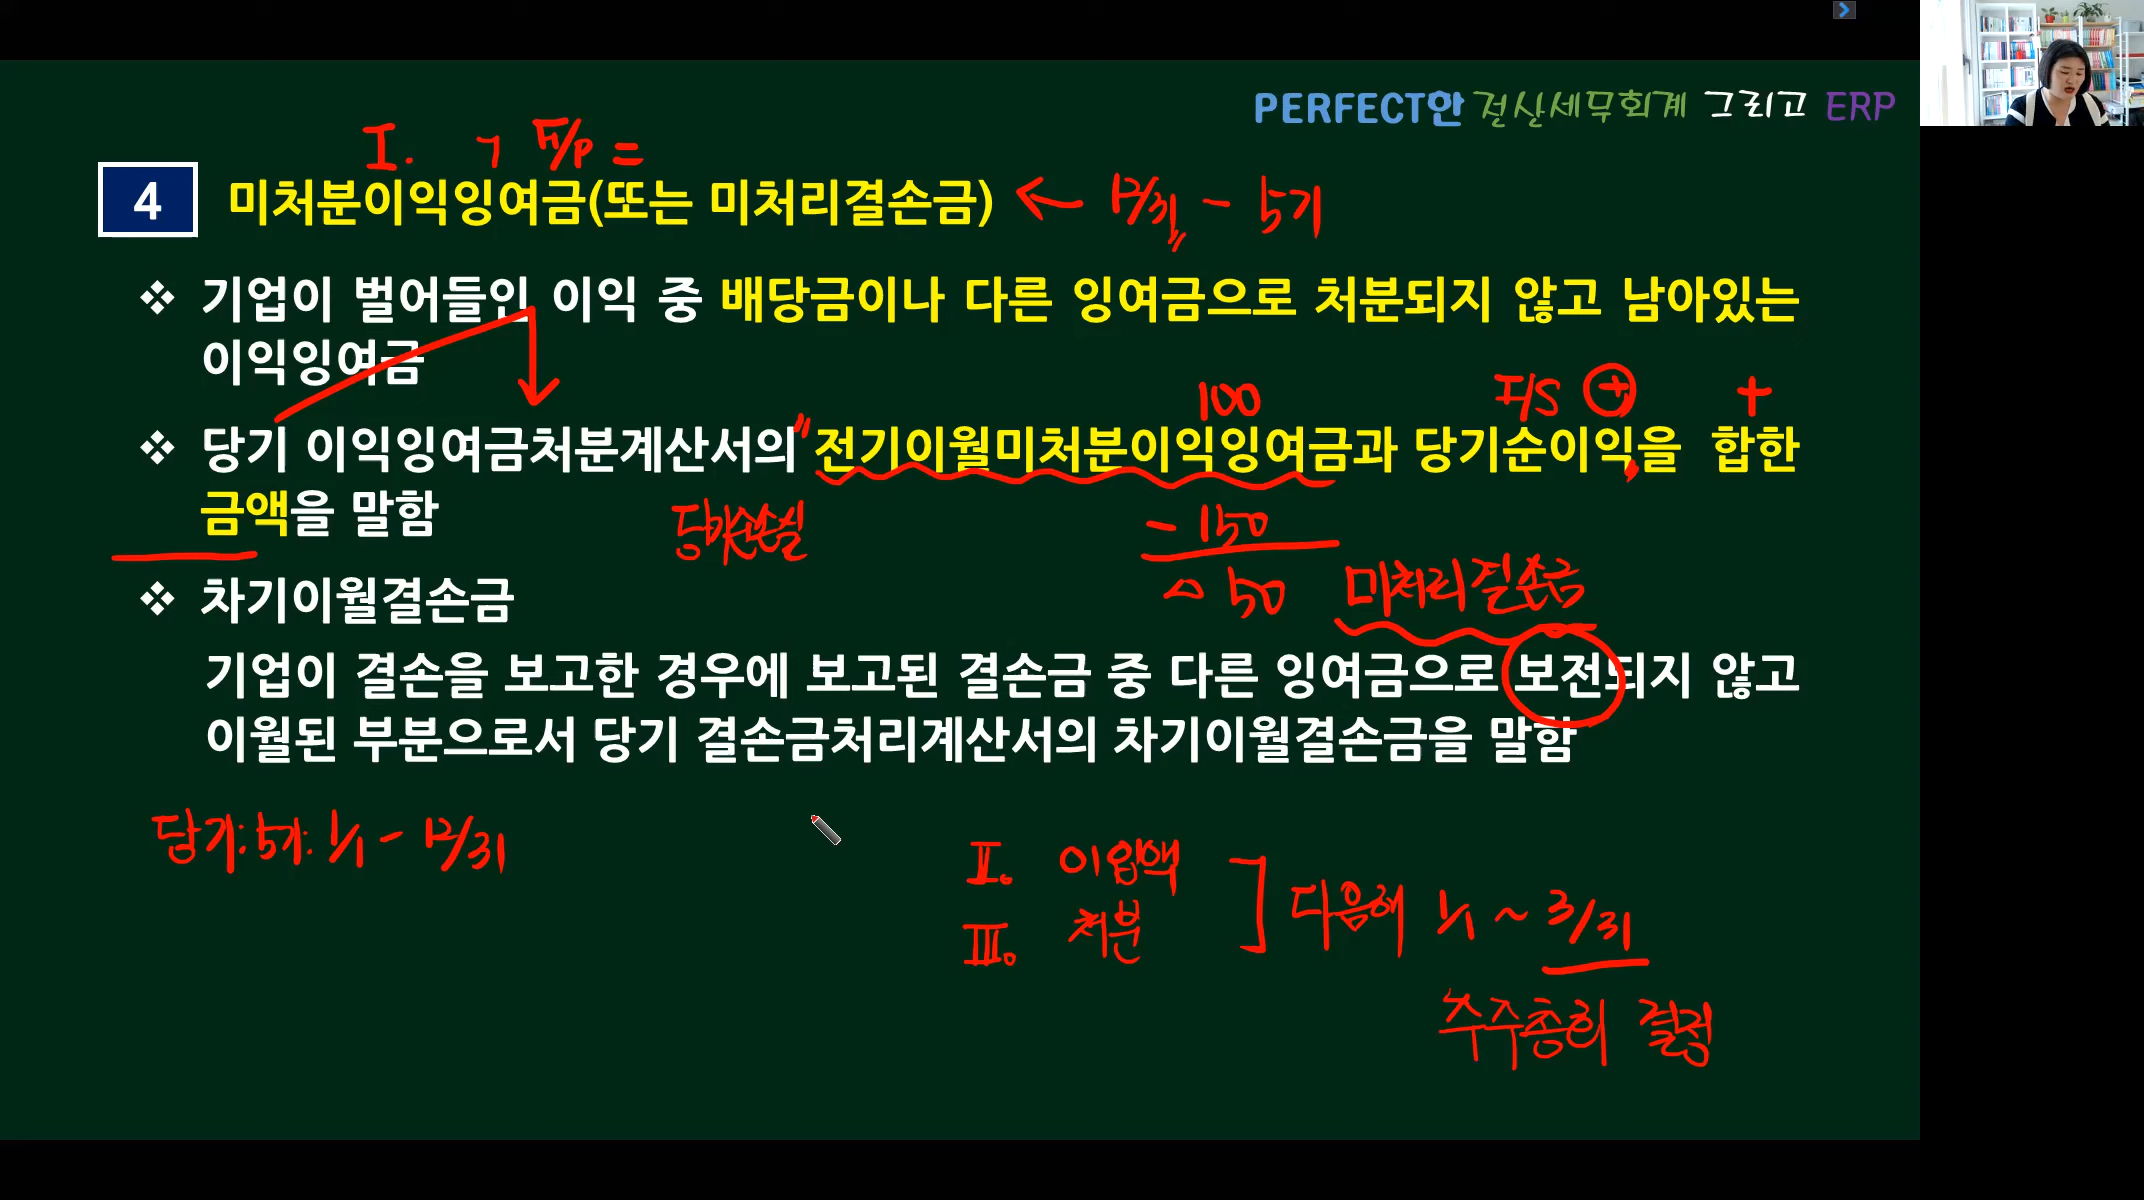 PERFECT한 전산세무회계 그리고 ERP
I. F/P =
4 미처분이익잉여금(또는 미처리결손금) ← 12/31 - 5기
❖ 기업이 벌어들인 이익 중 배당금이나 다른 잉여금으로 처분되지 않고 남아있는
이익잉여금
100 I/S + +
❖ 당기 이익잉여금처분계산서의 "전기이월미처분이익잉여금과 당기순이익을 합한
금액을 말함
당기순손실 - 150
△ 50 미처리결손금
❖ 차기이월결손금
기업이 결손을 보고한 경우에 보고된 결손금 중 다른 잉여금으로 보전되지 않고
이월된 부분으로서 당기 결손금처리계산서의 차기이월결손금을 말함
당기: 5기: 1/1 - 12/31
II. 이입액
III. 처분
다음해 1/1 ~ 3/31
주주총회 결정